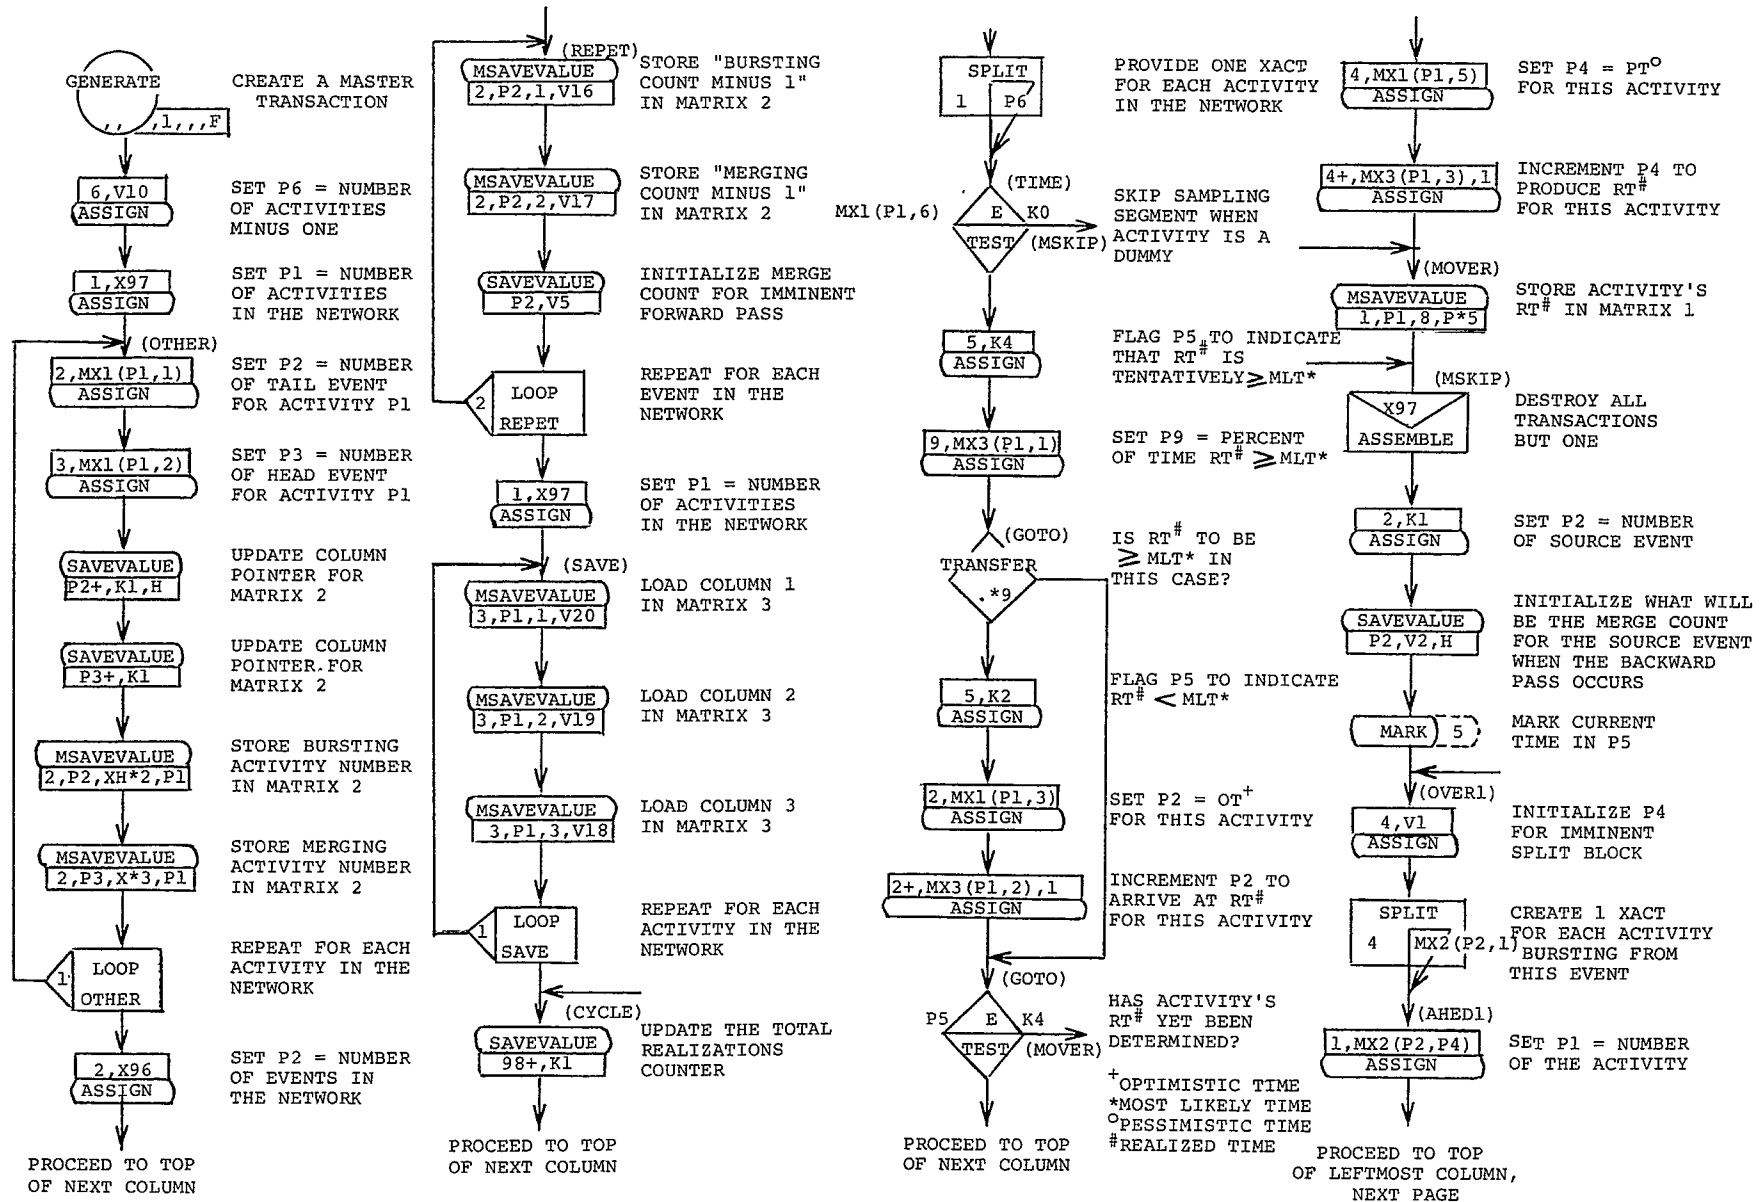 GENERATE
,, ,1,,,F
CREATE A MASTER
TRANSACTION
6,V10
ASSIGN
SET P6 = NUMBER
OF ACTIVITIES
MINUS ONE
1,X97
ASSIGN
SET P1 = NUMBER
OF ACTIVITIES
IN THE NETWORK
(OTHER)
2,MX1(P1,1)
ASSIGN
SET P2 = NUMBER
OF TAIL EVENT
FOR ACTIVITY P1
3,MX1(P1,2)
ASSIGN
SET P3 = NUMBER
OF HEAD EVENT
FOR ACTIVITY P1
SAVEVALUE
P2+,K1,H
UPDATE COLUMN
POINTER FOR
MATRIX 2
SAVEVALUE
P3+,K1
UPDATE COLUMN
POINTER FOR
MATRIX 2
MSAVEVALUE
2,P2,XH*2,P1
STORE BURSTING
ACTIVITY NUMBER
IN MATRIX 2
MSAVEVALUE
2,P3,X*3,P1
STORE MERGING
ACTIVITY NUMBER
IN MATRIX 2
1
LOOP
OTHER
REPEAT FOR EACH
ACTIVITY IN THE
NETWORK
2,X96
ASSIGN
SET P2 = NUMBER
OF EVENTS IN
THE NETWORK
PROCEED TO TOP
OF NEXT COLUMN
(REPET)
MSAVEVALUE
2,P2,1,V16
STORE "BURSTING
COUNT MINUS 1"
IN MATRIX 2
MSAVEVALUE
2,P2,2,V17
STORE "MERGING
COUNT MINUS 1"
IN MATRIX 2
SAVEVALUE
P2,V5
INITIALIZE MERGE
COUNT FOR IMMINENT
FORWARD PASS
2
LOOP
REPET
REPEAT FOR EACH
EVENT IN THE
NETWORK
1,X97
ASSIGN
SET P1 = NUMBER
OF ACTIVITIES
IN THE NETWORK
(SAVE)
MSAVEVALUE
3,P1,1,V20
LOAD COLUMN 1
IN MATRIX 3
MSAVEVALUE
3,P1,2,V19
LOAD COLUMN 2
IN MATRIX 3
MSAVEVALUE
3,P1,3,V18
LOAD COLUMN 3
IN MATRIX 3
1
LOOP
SAVE
REPEAT FOR EACH
ACTIVITY IN THE
NETWORK
(CYCLE)
SAVEVALUE
98+,K1
UPDATE THE TOTAL
REALIZATIONS
COUNTER
PROCEED TO TOP
OF NEXT COLUMN
SPLIT
1 P6
PROVIDE ONE XACT
FOR EACH ACTIVITY
IN THE NETWORK
(TIME)
MX1(P1,6) E K0
TEST (MSKIP)
SKIP SAMPLING
SEGMENT WHEN
ACTIVITY IS A
DUMMY
5,K4
ASSIGN
FLAG P5 TO INDICATE
THAT RT# IS
TENTATIVELY ≥ MLT*
9,MX3(P1,1)
ASSIGN
SET P9 = PERCENT
OF TIME RT# ≥ MLT*
(GOTO)
TRANSFER
.*9
IS RT# TO BE
≥ MLT* IN
THIS CASE?
5,K2
ASSIGN
FLAG P5 TO INDICATE
RT# < MLT*
2,MX1(P1,3)
ASSIGN
SET P2 = OT+
FOR THIS ACTIVITY
2+,MX3(P1,2),1
ASSIGN
INCREMENT P2 TO
ARRIVE AT RT#
FOR THIS ACTIVITY
(GOTO)
P5 E K4
TEST (MOVER)
HAS ACTIVITY'S
RT# YET BEEN
DETERMINED?
+OPTIMISTIC TIME
*MOST LIKELY TIME
oPESSIMISTIC TIME
#REALIZED TIME
PROCEED TO TOP
OF NEXT COLUMN
4,MX1(P1,5)
ASSIGN
SET P4 = PTo
FOR THIS ACTIVITY
4+,MX3(P1,3),1
ASSIGN
INCREMENT P4 TO
PRODUCE RT#
FOR THIS ACTIVITY
(MOVER)
MSAVEVALUE
1,P1,8,P*5
STORE ACTIVITY'S
RT# IN MATRIX 1
(MSKIP)
X97
ASSEMBLE
DESTROY ALL
TRANSACTIONS
BUT ONE
2,K1
ASSIGN
SET P2 = NUMBER
OF SOURCE EVENT
SAVEVALUE
P2,V2,H
INITIALIZE WHAT WILL
BE THE MERGE COUNT
FOR THE SOURCE EVENT
WHEN THE BACKWARD
PASS OCCURS
MARK 5
MARK CURRENT
TIME IN P5
(OVER1)
4,V1
ASSIGN
INITIALIZE P4
FOR IMMINENT
SPLIT BLOCK
SPLIT
4 MX2(P2,1)
CREATE 1 XACT
FOR EACH ACTIVITY
BURSTING FROM
THIS EVENT
(AHED1)
1,MX2(P2,P4)
ASSIGN
SET P1 = NUMBER
OF THE ACTIVITY
PROCEED TO TOP
OF LEFTMOST COLUMN,
NEXT PAGE